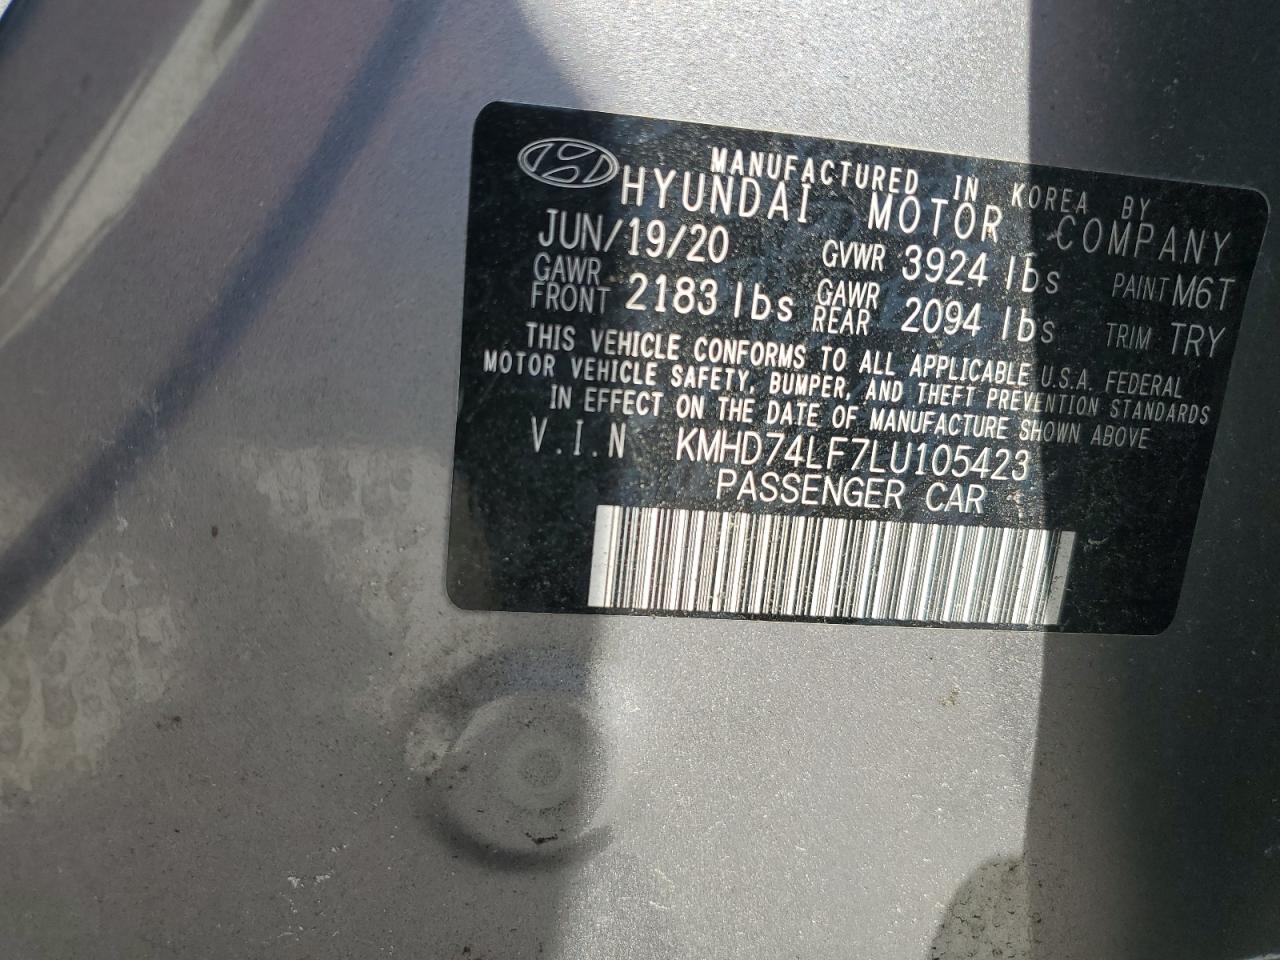 MANUFACTURED IN KOREA BY
HYUNDAI MOTOR COMPANY
JUN/19/20 GVWR 3924 lbs PAINT M6T
GAWR FRONT 2183 lbs GAWR REAR 2094 lbs TRIM TRY
THIS VEHICLE CONFORMS TO ALL APPLICABLE U.S.A. FEDERAL
MOTOR VEHICLE SAFETY, BUMPER, AND THEFT PREVENTION STANDARDS
IN EFFECT ON THE DATE OF MANUFACTURE SHOWN ABOVE
V.I.N KMHD74LF7LU105423
PASSENGER CAR